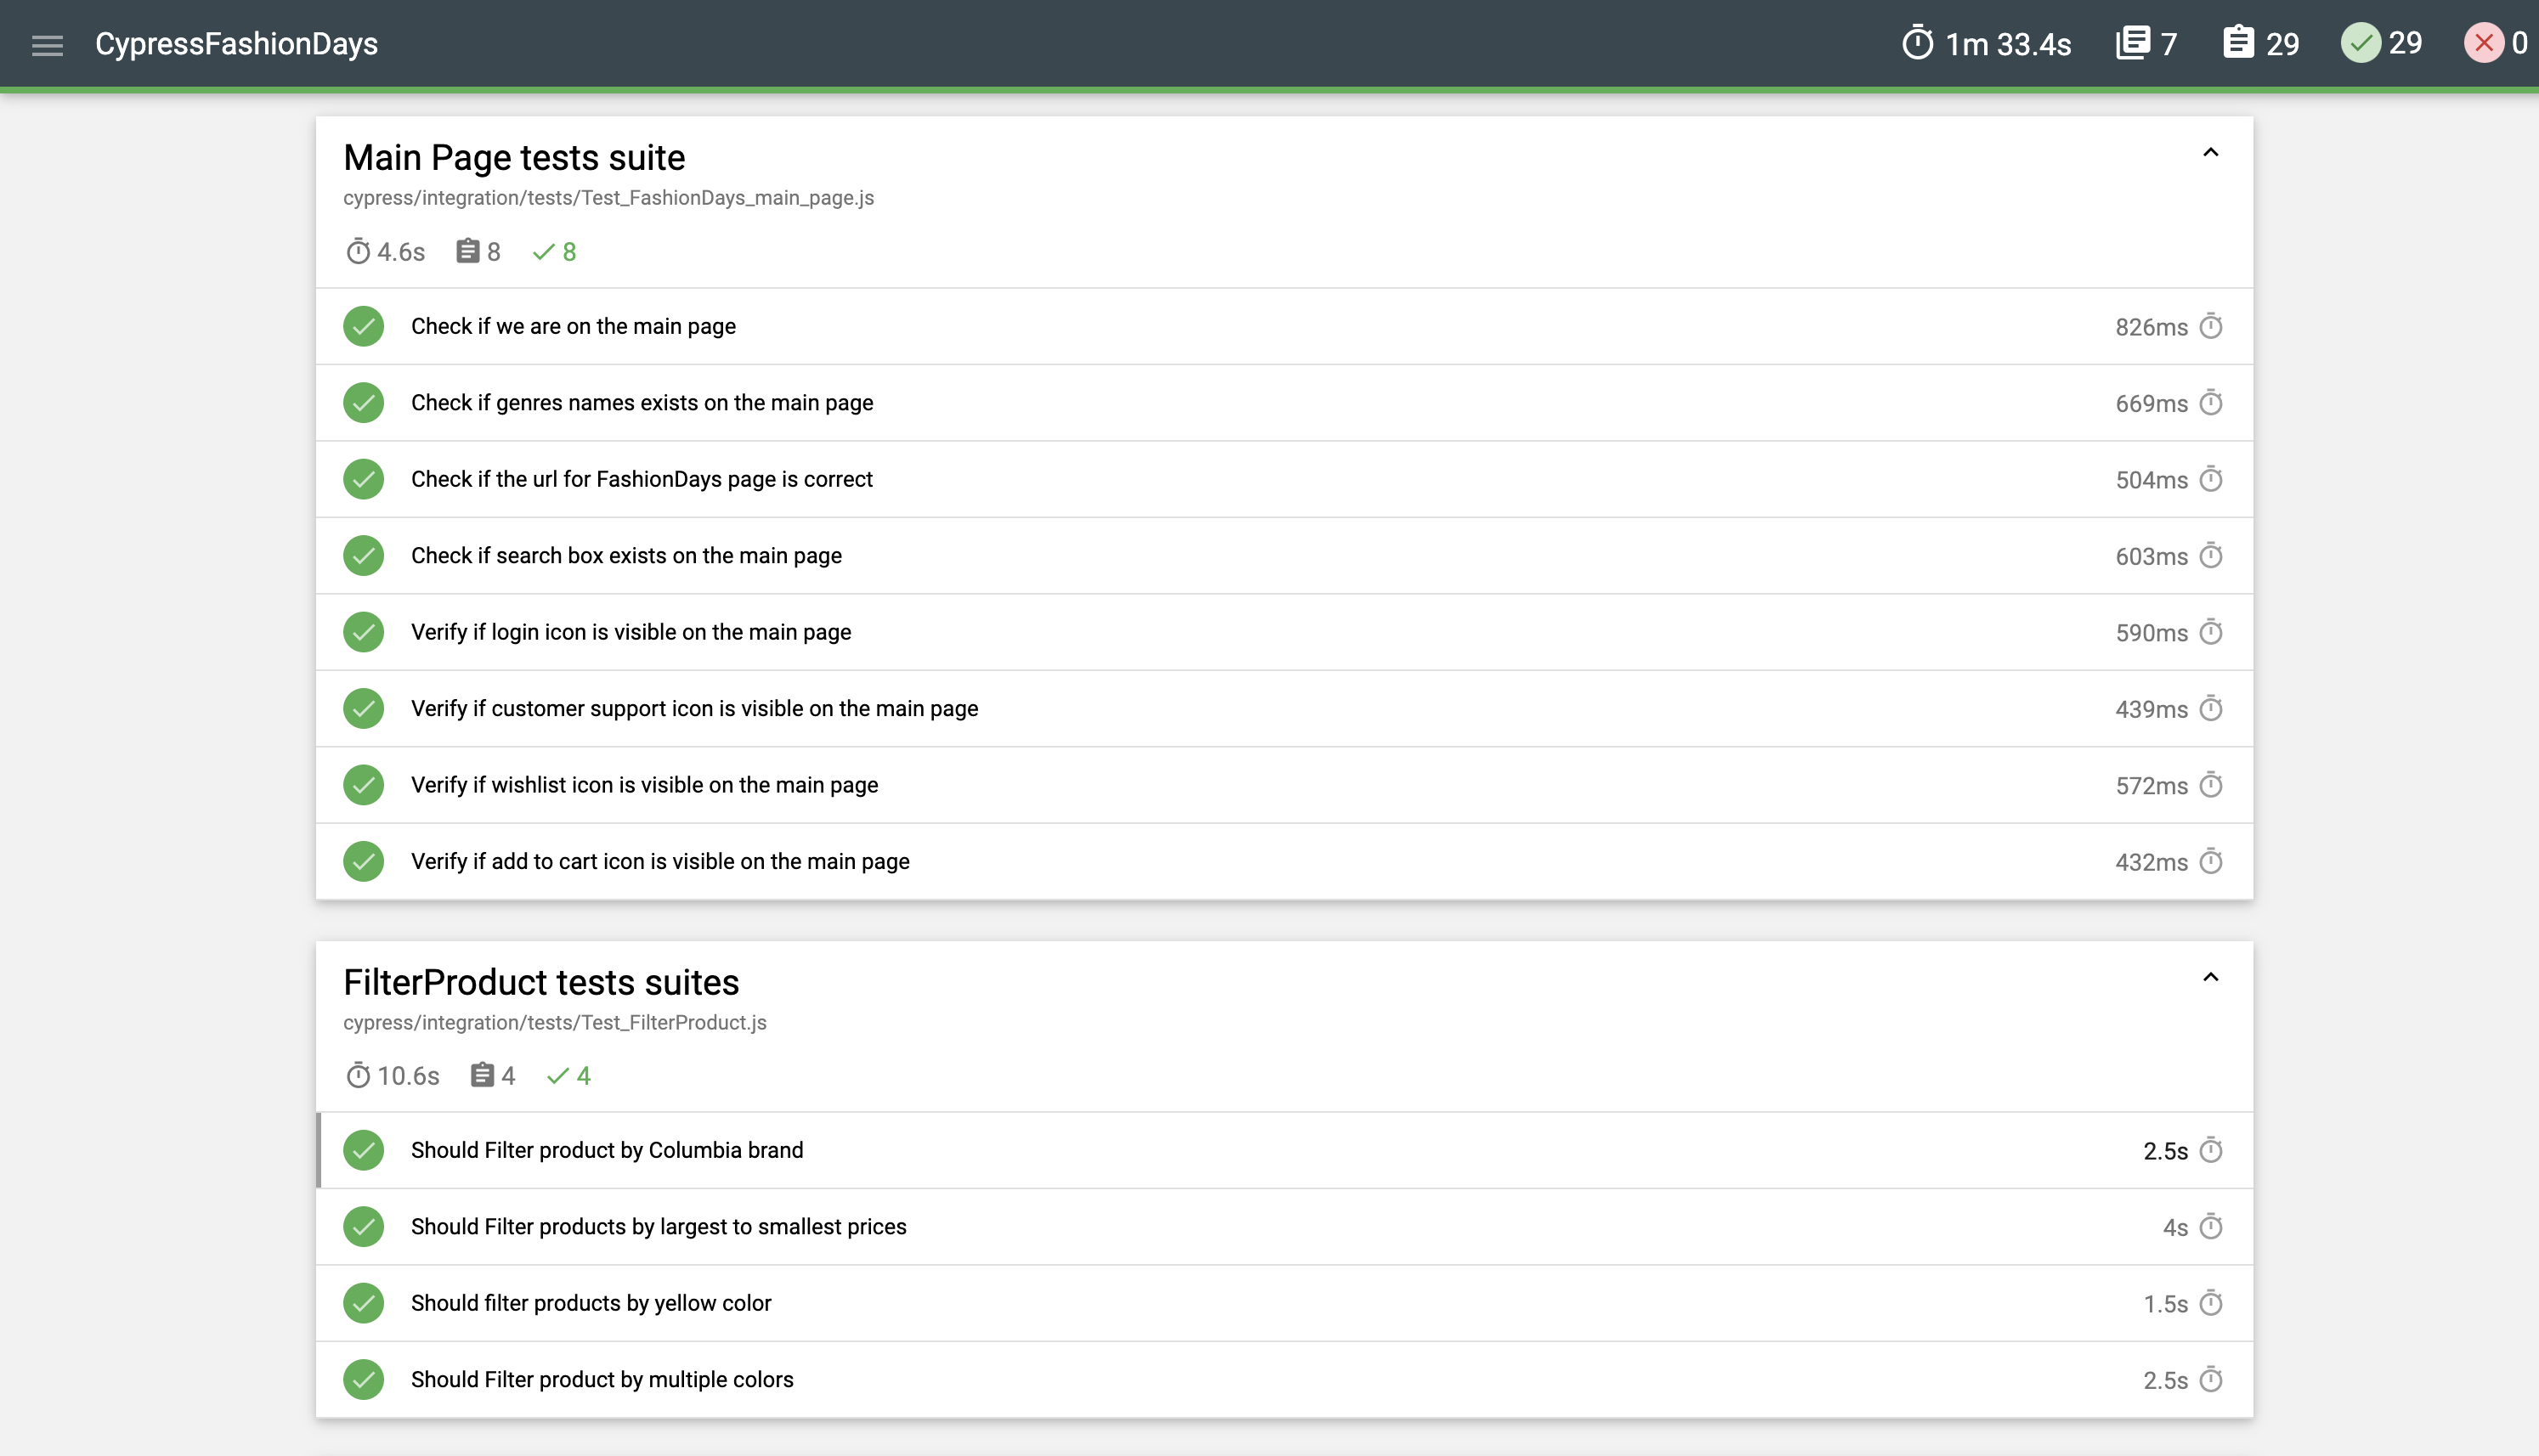 CypressFashionDays 1m 33.4s 7 29 29 0
Main Page tests suite
cypress/integration/tests/Test_FashionDays_main_page.js
4.6s 8 8
Check if we are on the main page 826ms
Check if genres names exists on the main page 669ms
Check if the url for FashionDays page is correct 504ms
Check if search box exists on the main page 603ms
Verify if login icon is visible on the main page 590ms
Verify if customer support icon is visible on the main page 439ms
Verify if wishlist icon is visible on the main page 572ms
Verify if add to cart icon is visible on the main page 432ms
FilterProduct tests suites
cypress/integration/tests/Test_FilterProduct.js
10.6s 4 4
Should Filter product by Columbia brand 2.5s
Should Filter products by largest to smallest prices 4s
Should filter products by yellow color 1.5s
Should Filter product by multiple colors 2.5s